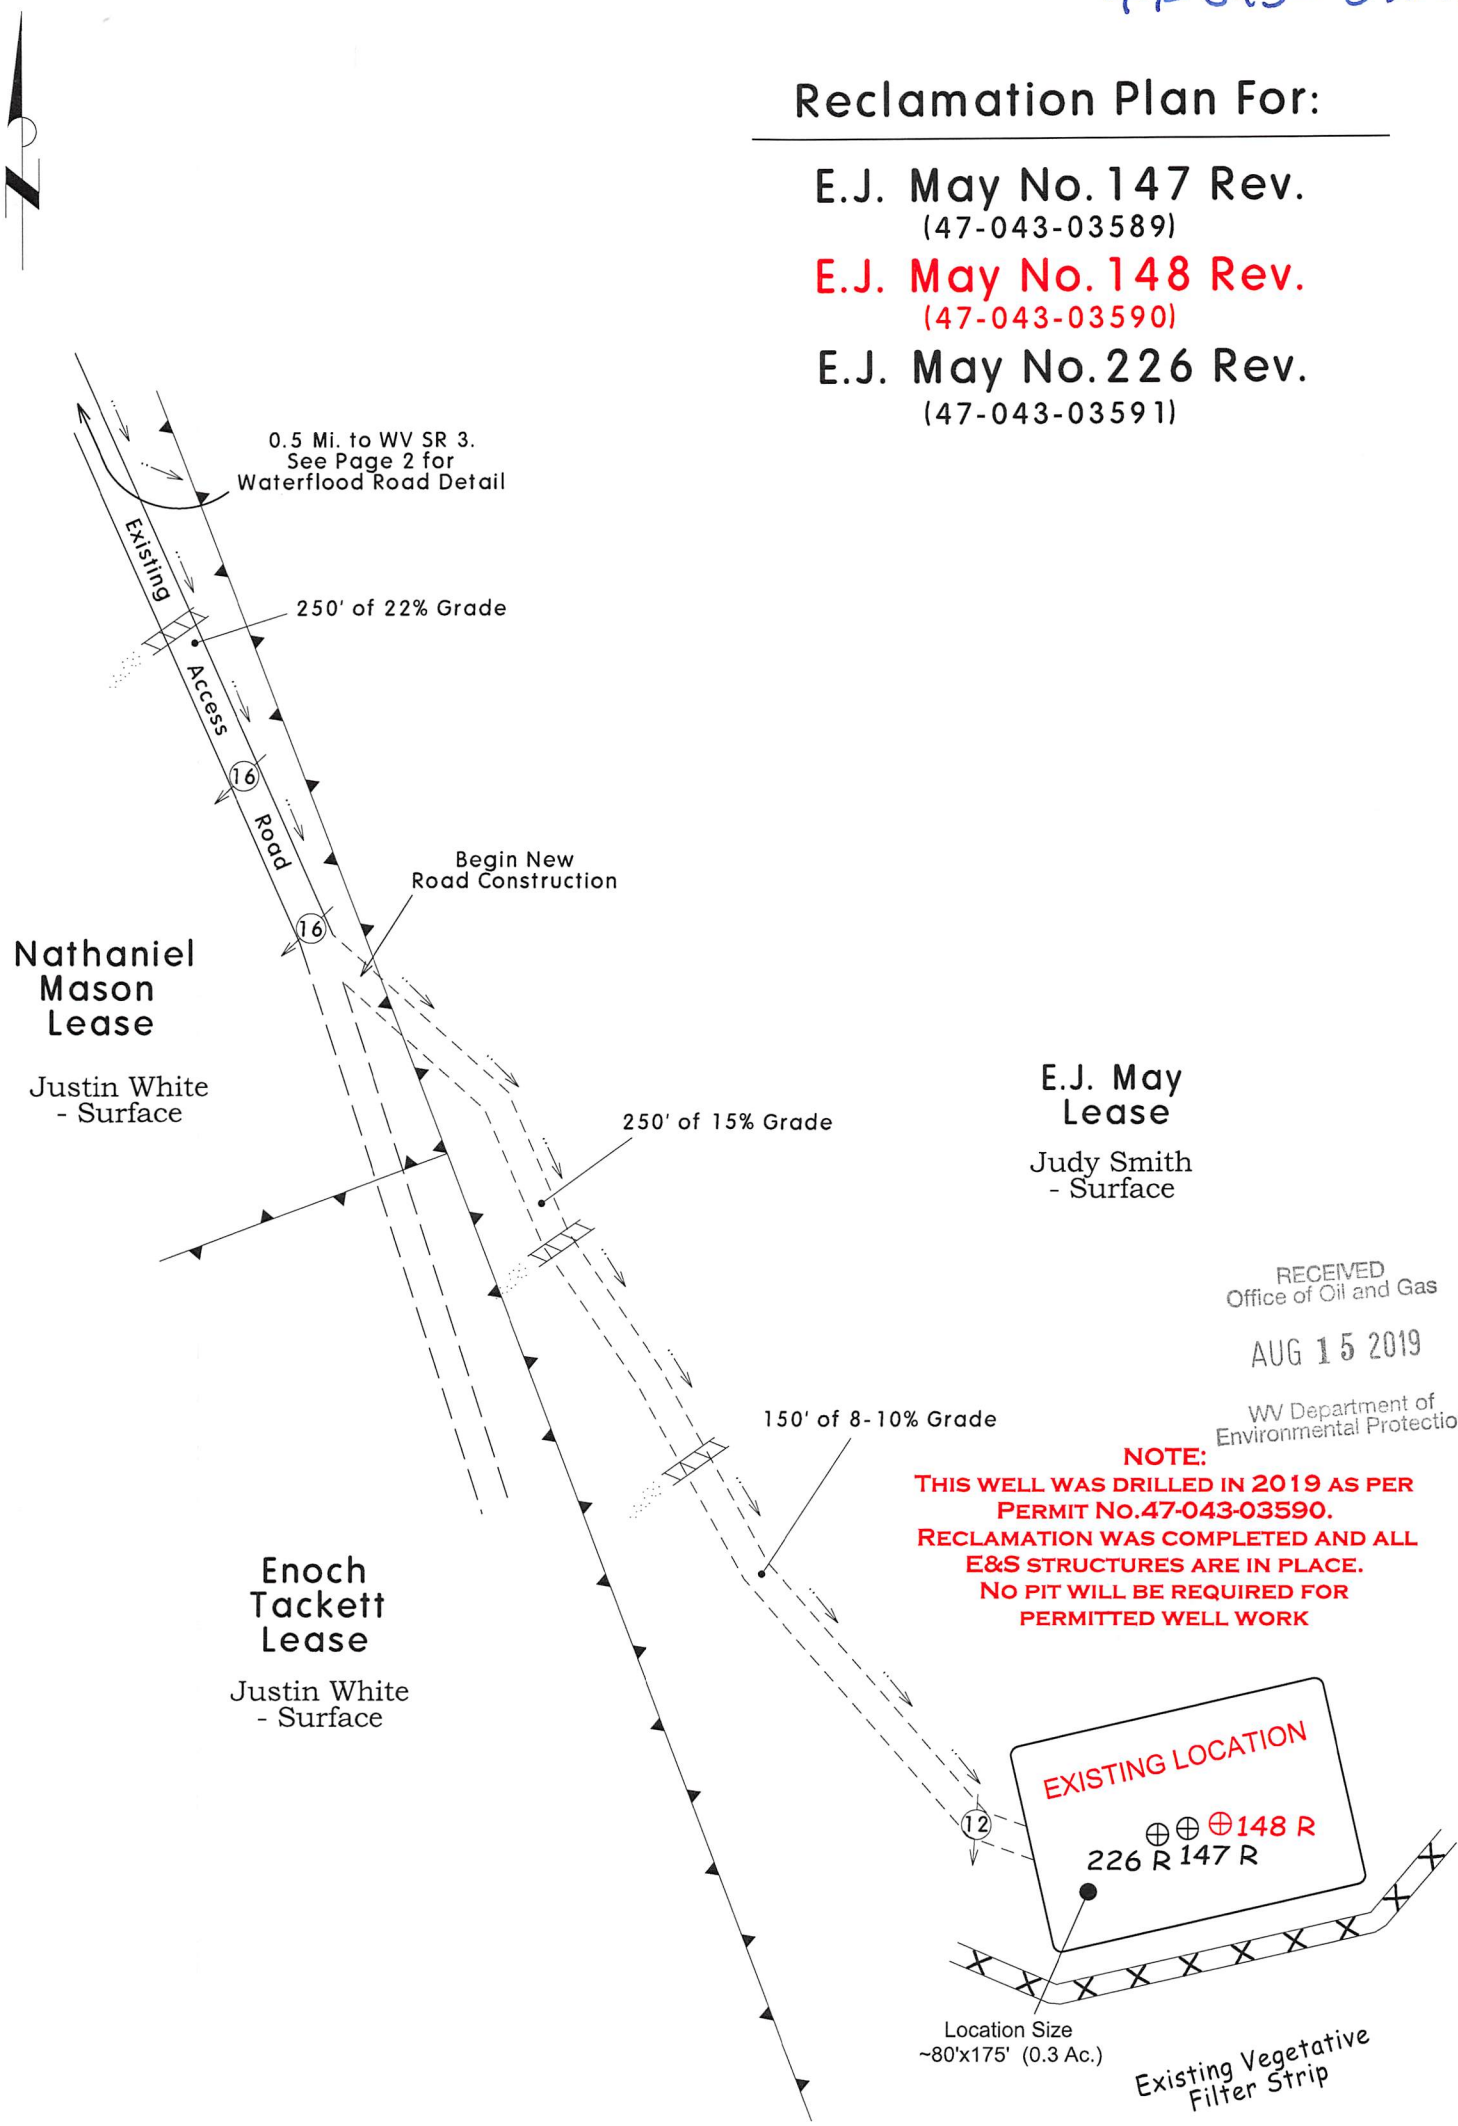 Reclamation Plan For:
E.J. May No. 147 Rev.
(47-043-03589)
E.J. May No. 148 Rev.
(47-043-03590)
E.J. May No. 226 Rev.
(47-043-03591)
0.5 Mi. to WV SR 3.
See Page 2 for
Waterflood Road Detail
Existing
250' of 22% Grade
Access
16
Road
Begin New
Road Construction
16
Nathaniel
Mason
Lease
Justin White
- Surface
E.J. May
Lease
Judy Smith
- Surface
250' of 15% Grade
RECEIVED
Office of Oil and Gas
AUG 15 2019
WV Department of
Environmental Protectio
150' of 8-10% Grade
NOTE:
THIS WELL WAS DRILLED IN 2019 AS PER
PERMIT NO.47-043-03590.
RECLAMATION WAS COMPLETED AND ALL
E&S STRUCTURES ARE IN PLACE.
NO PIT WILL BE REQUIRED FOR
PERMITTED WELL WORK
Enoch
Tackett
Lease
Justin White
- Surface
EXISTING LOCATION
12
148 R
226 R 147 R
Location Size
~80'x175' (0.3 Ac.)
Existing Vegetative
Filter Strip
N